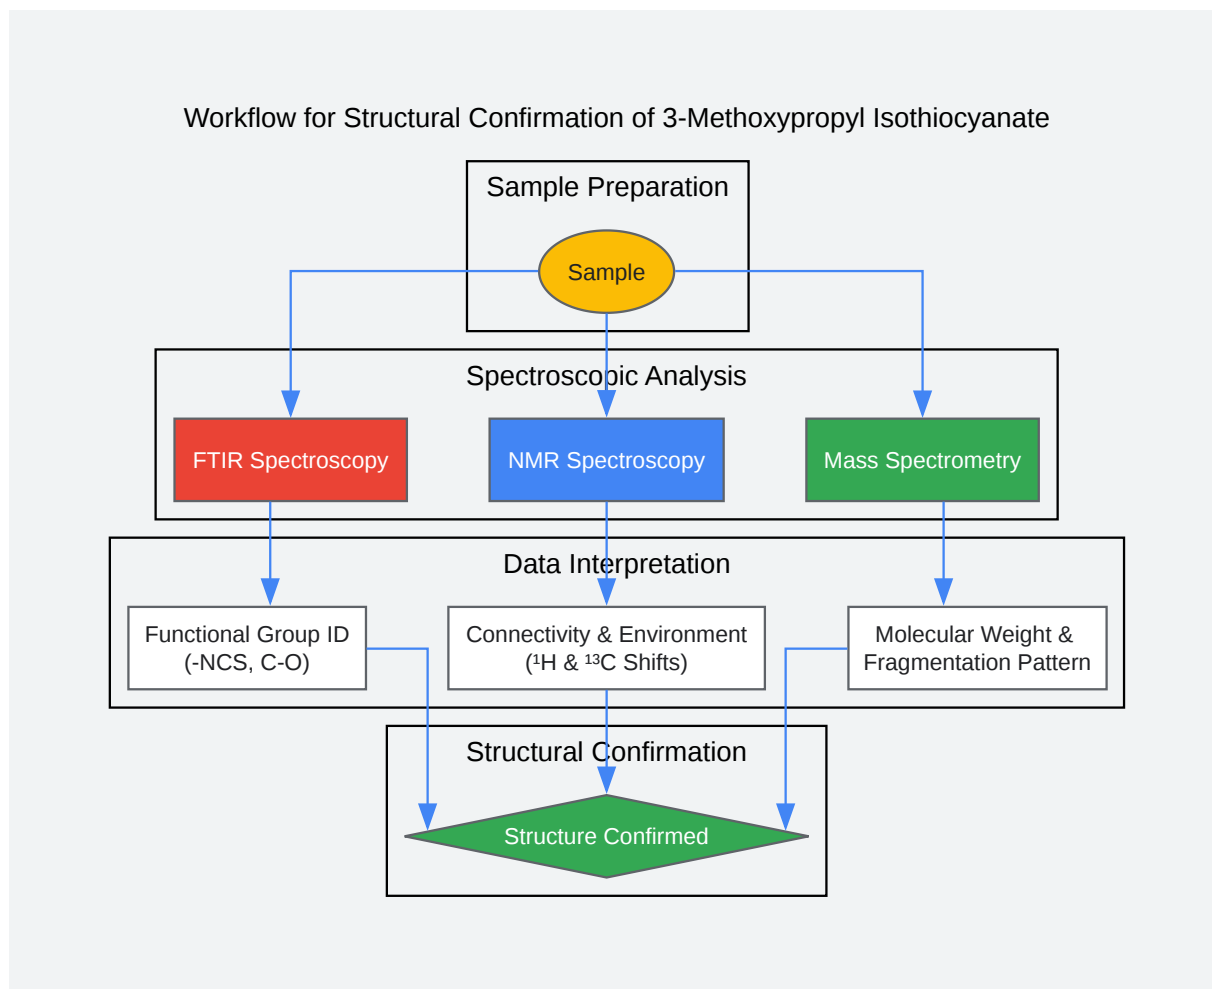 Workflow for Structural Confirmation of 3-Methoxypropyl Isothiocyanate
Sample Preparation
Sample
Spectroscopic Analysis
FTIR Spectroscopy
NMR Spectroscopy
Mass Spectrometry
Data Interpretation
Functional Group ID
(-NCS, C-O)
Connectivity & Environment
(¹H & ¹³C Shifts)
Molecular Weight &
Fragmentation Pattern
Structural Confirmation
Structure Confirmed